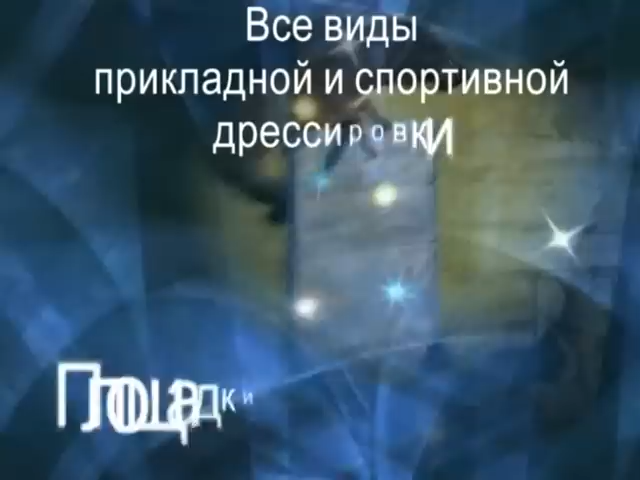 Все виды
прикладной и спортивной
дрессировки
Площадки